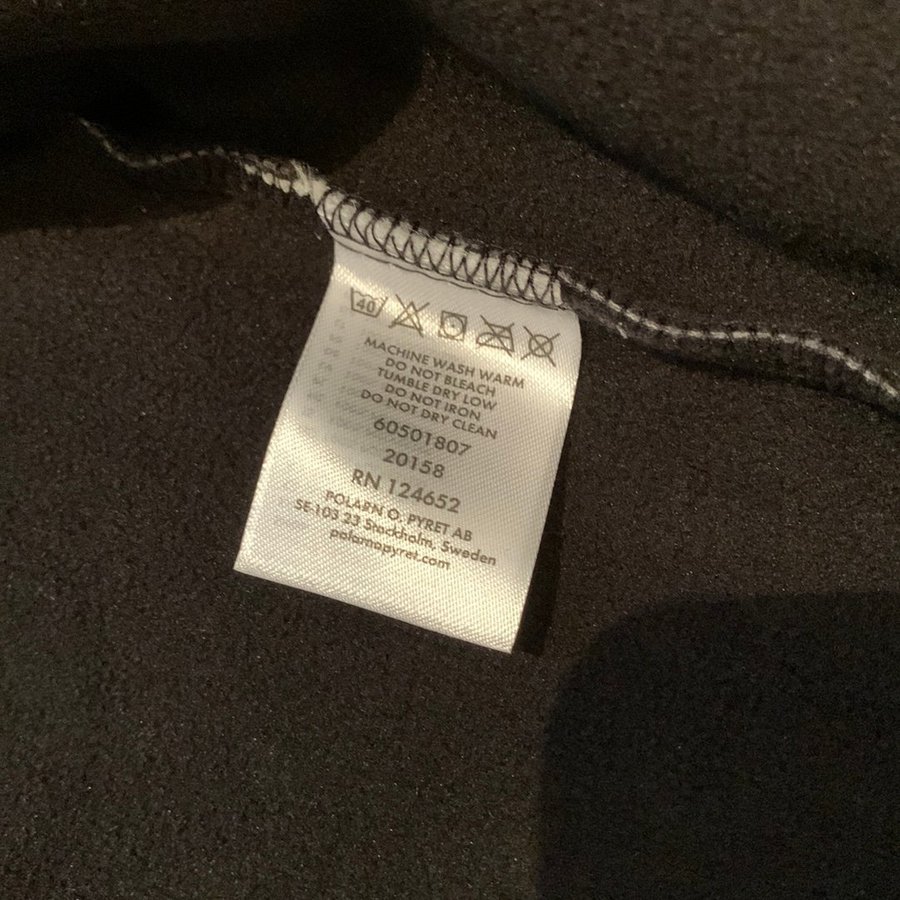 40
MACHINE WASH WARM
DO NOT BLEACH
TUMBLE DRY LOW
DO NOT IRON
DO NOT DRY CLEAN
60501807
20158
RN 124652
POLARN O. PYRET AB
SE-103 23 Stockholm, Sweden
polarnopyret.com